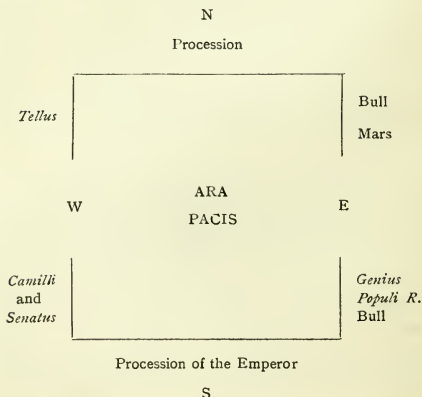 N
Procession
Tellus
Bull
Mars
W
ARA
PACIS
E
Camilli
and
Senatus
Genius
Populi R.
Bull
Procession of the Emperor
S